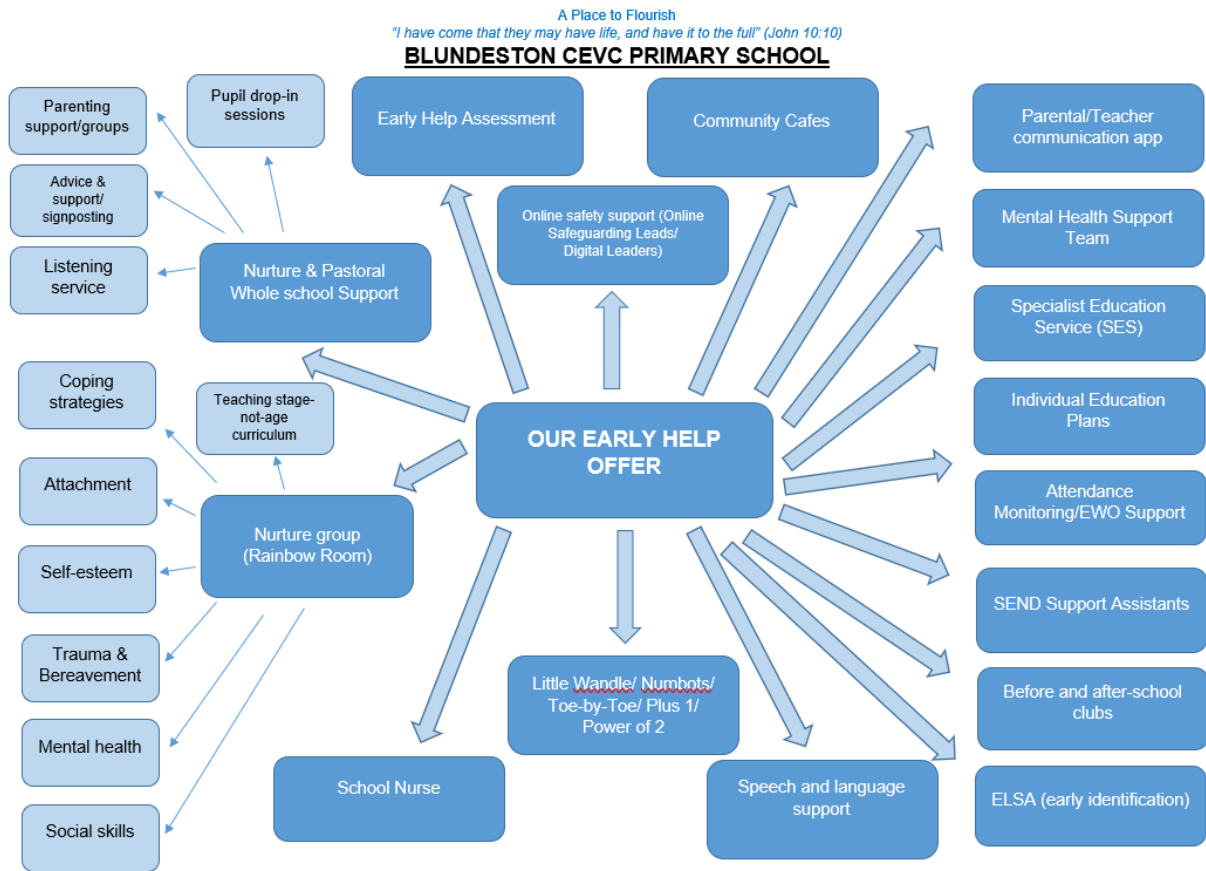 A Place to Flourish
“I have come that they may have life, and have it to the full” (John 10:10)
BLUNDESTON CEVC PRIMARY SCHOOL
Parenting
support/groups
Pupil drop-in
sessions
Early Help Assessment
Community Cafes
Parental/Teacher
communication app
Advice &
support/
signposting
Online safety support (Online
Safeguarding Leads/
Digital Leaders)
Mental Health Support
Team
Listening
service
Nurture & Pastoral
Whole school Support
Specialist Education
Service (SES)
Coping
strategies
Teaching stage-
not-age
curriculum
OUR EARLY HELP
OFFER
Individual Education
Plans
Attachment
Nurture group
(Rainbow Room)
Attendance
Monitoring/EWO Support
Self-esteem
SEND Support Assistants
Trauma &
Bereavement
Little Wandle/ Numbots/
Toe-by-Toe/ Plus 1/
Power of 2
Before and after-school
clubs
Mental health
School Nurse
Speech and language
support
ELSA (early identification)
Social skills